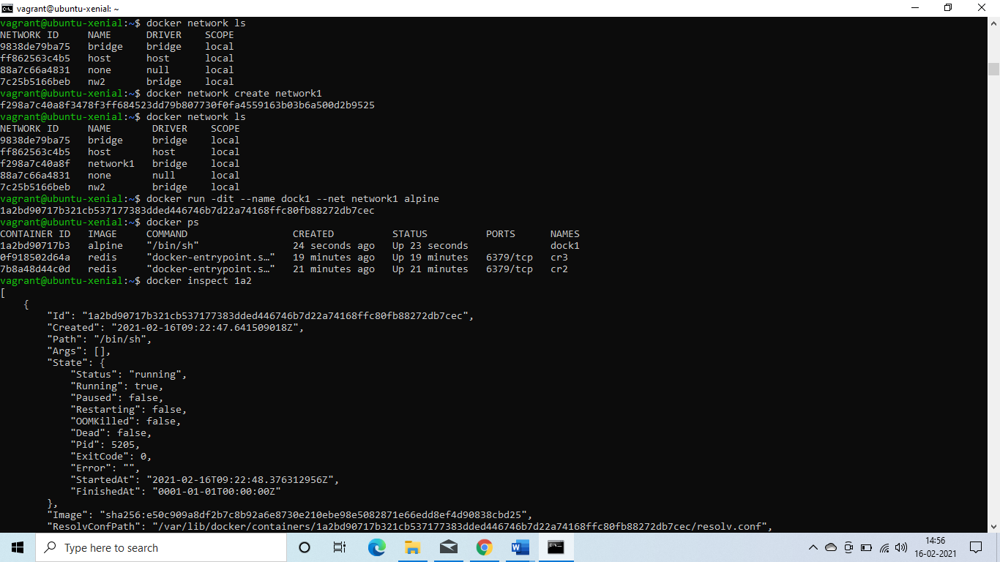 vagrant@ubuntu-xenial: ~
vagrant@ubuntu-xenial:~$ docker network ls
NETWORK ID     NAME      DRIVER    SCOPE
9838de79ba75   bridge    bridge    local
ff862563c4b5   host      host      local
88a7c66a4831   none      null      local
7c25b5166beb   nw2       bridge    local
vagrant@ubuntu-xenial:~$ docker network create network1
f298a7c40a8f3478f3ff684523dd79b807730f0fa4559163b03b6a500d2b9525
vagrant@ubuntu-xenial:~$ docker network ls
NETWORK ID     NAME       DRIVER    SCOPE
9838de79ba75   bridge     bridge    local
ff862563c4b5   host       host      local
f298a7c40a8f   network1   bridge    local
88a7c66a4831   none       null      local
7c25b5166beb   nw2        bridge    local
vagrant@ubuntu-xenial:~$ docker run -dit --name dock1 --net network1 alpine
1a2bd90717b321cb537177383dded446746b7d22a74168ffc80fb88272db7cec
vagrant@ubuntu-xenial:~$ docker ps
CONTAINER ID   IMAGE     COMMAND                  CREATED          STATUS          PORTS      NAMES
1a2bd90717b3   alpine    "/bin/sh"                24 seconds ago   Up 23 seconds              dock1
0f918502d64a   redis     "docker-entrypoint.s…"   19 minutes ago   Up 19 minutes   6379/tcp   cr3
7b8a48d44c0d   redis     "docker-entrypoint.s…"   21 minutes ago   Up 21 minutes   6379/tcp   cr2
vagrant@ubuntu-xenial:~$ docker inspect 1a2
[
    {
        "Id": "1a2bd90717b321cb537177383dded446746b7d22a74168ffc80fb88272db7cec",
        "Created": "2021-02-16T09:22:47.641509018Z",
        "Path": "/bin/sh",
        "Args": [],
        "State": {
            "Status": "running",
            "Running": true,
            "Paused": false,
            "Restarting": false,
            "OOMKilled": false,
            "Dead": false,
            "Pid": 5205,
            "ExitCode": 0,
            "Error": "",
            "StartedAt": "2021-02-16T09:22:48.376312956Z",
            "FinishedAt": "0001-01-01T00:00:00Z"
        },
        "Image": "sha256:e50c909a8df2b7c8b92a6e8730e210ebe98e5082871e66edd8ef4d90838cbd25",
        "ResolvConfPath": "/var/lib/docker/containers/1a2bd90717b321cb537177383dded446746b7d22a74168ffc80fb88272db7cec/resolv.conf",
Type here to search
14:56
16-02-2021